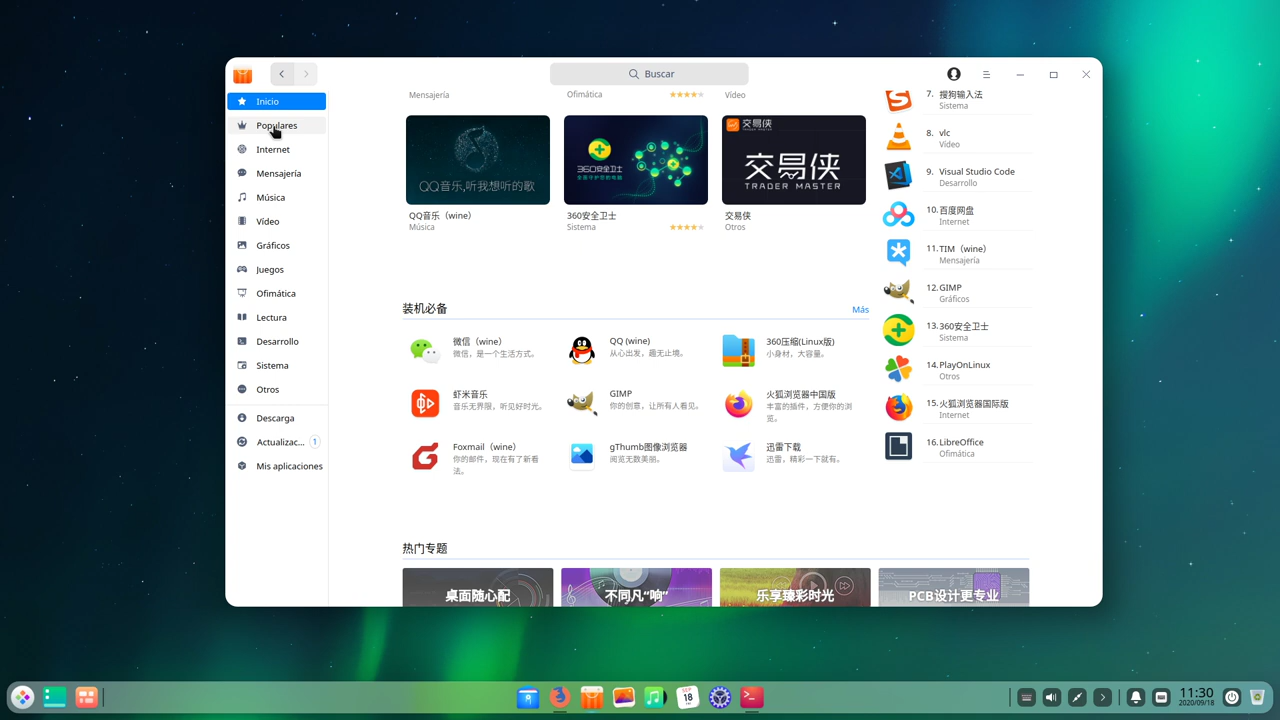 Buscar
Inicio
Populares
Internet
Mensajería
Música
Vídeo
Gráficos
Juegos
Ofimática
Lectura
Desarrollo
Sistema
Otros
Descarga
Actualizac...
1
Mis aplicaciones
Mensajería
Ofimática
Vídeo
QQ音乐,听我想听的歌
360安全卫士
交易侠
交易侠
TRADER MASTER
QQ音乐（wine）
Música
360安全卫士
Sistema
交易侠
Otros
装机必备
Más
微信（wine）
微信，是一个生活方式。
QQ (wine)
从心出发，趣无止境。
360压缩(Linux版)
小身材，大容量。
虾米音乐
音乐无界限，听见好时光。
GIMP
你的创意，让所有人看见。
火狐浏览器中国版
丰富的插件，方便你的浏
览。
Foxmail（wine）
你的邮件，现在有了新看
法。
gThumb图像浏览器
阅览无数美丽。
迅雷下载
迅雷，精彩一下就有。
热门专题
桌面随心配
不同凡“响”
乐享臻彩时光
PCB设计更专业
7. 搜狗输入法
Sistema
8. vlc
Vídeo
9. Visual Studio Code
Desarrollo
10. 百度网盘
Internet
11. TIM（wine）
Mensajería
12. GIMP
Gráficos
13. 360安全卫士
Sistema
14. PlayOnLinux
Otros
15. 火狐浏览器国际版
Internet
16. LibreOffice
Ofimática
SEP
18
11:30
2020/09/18